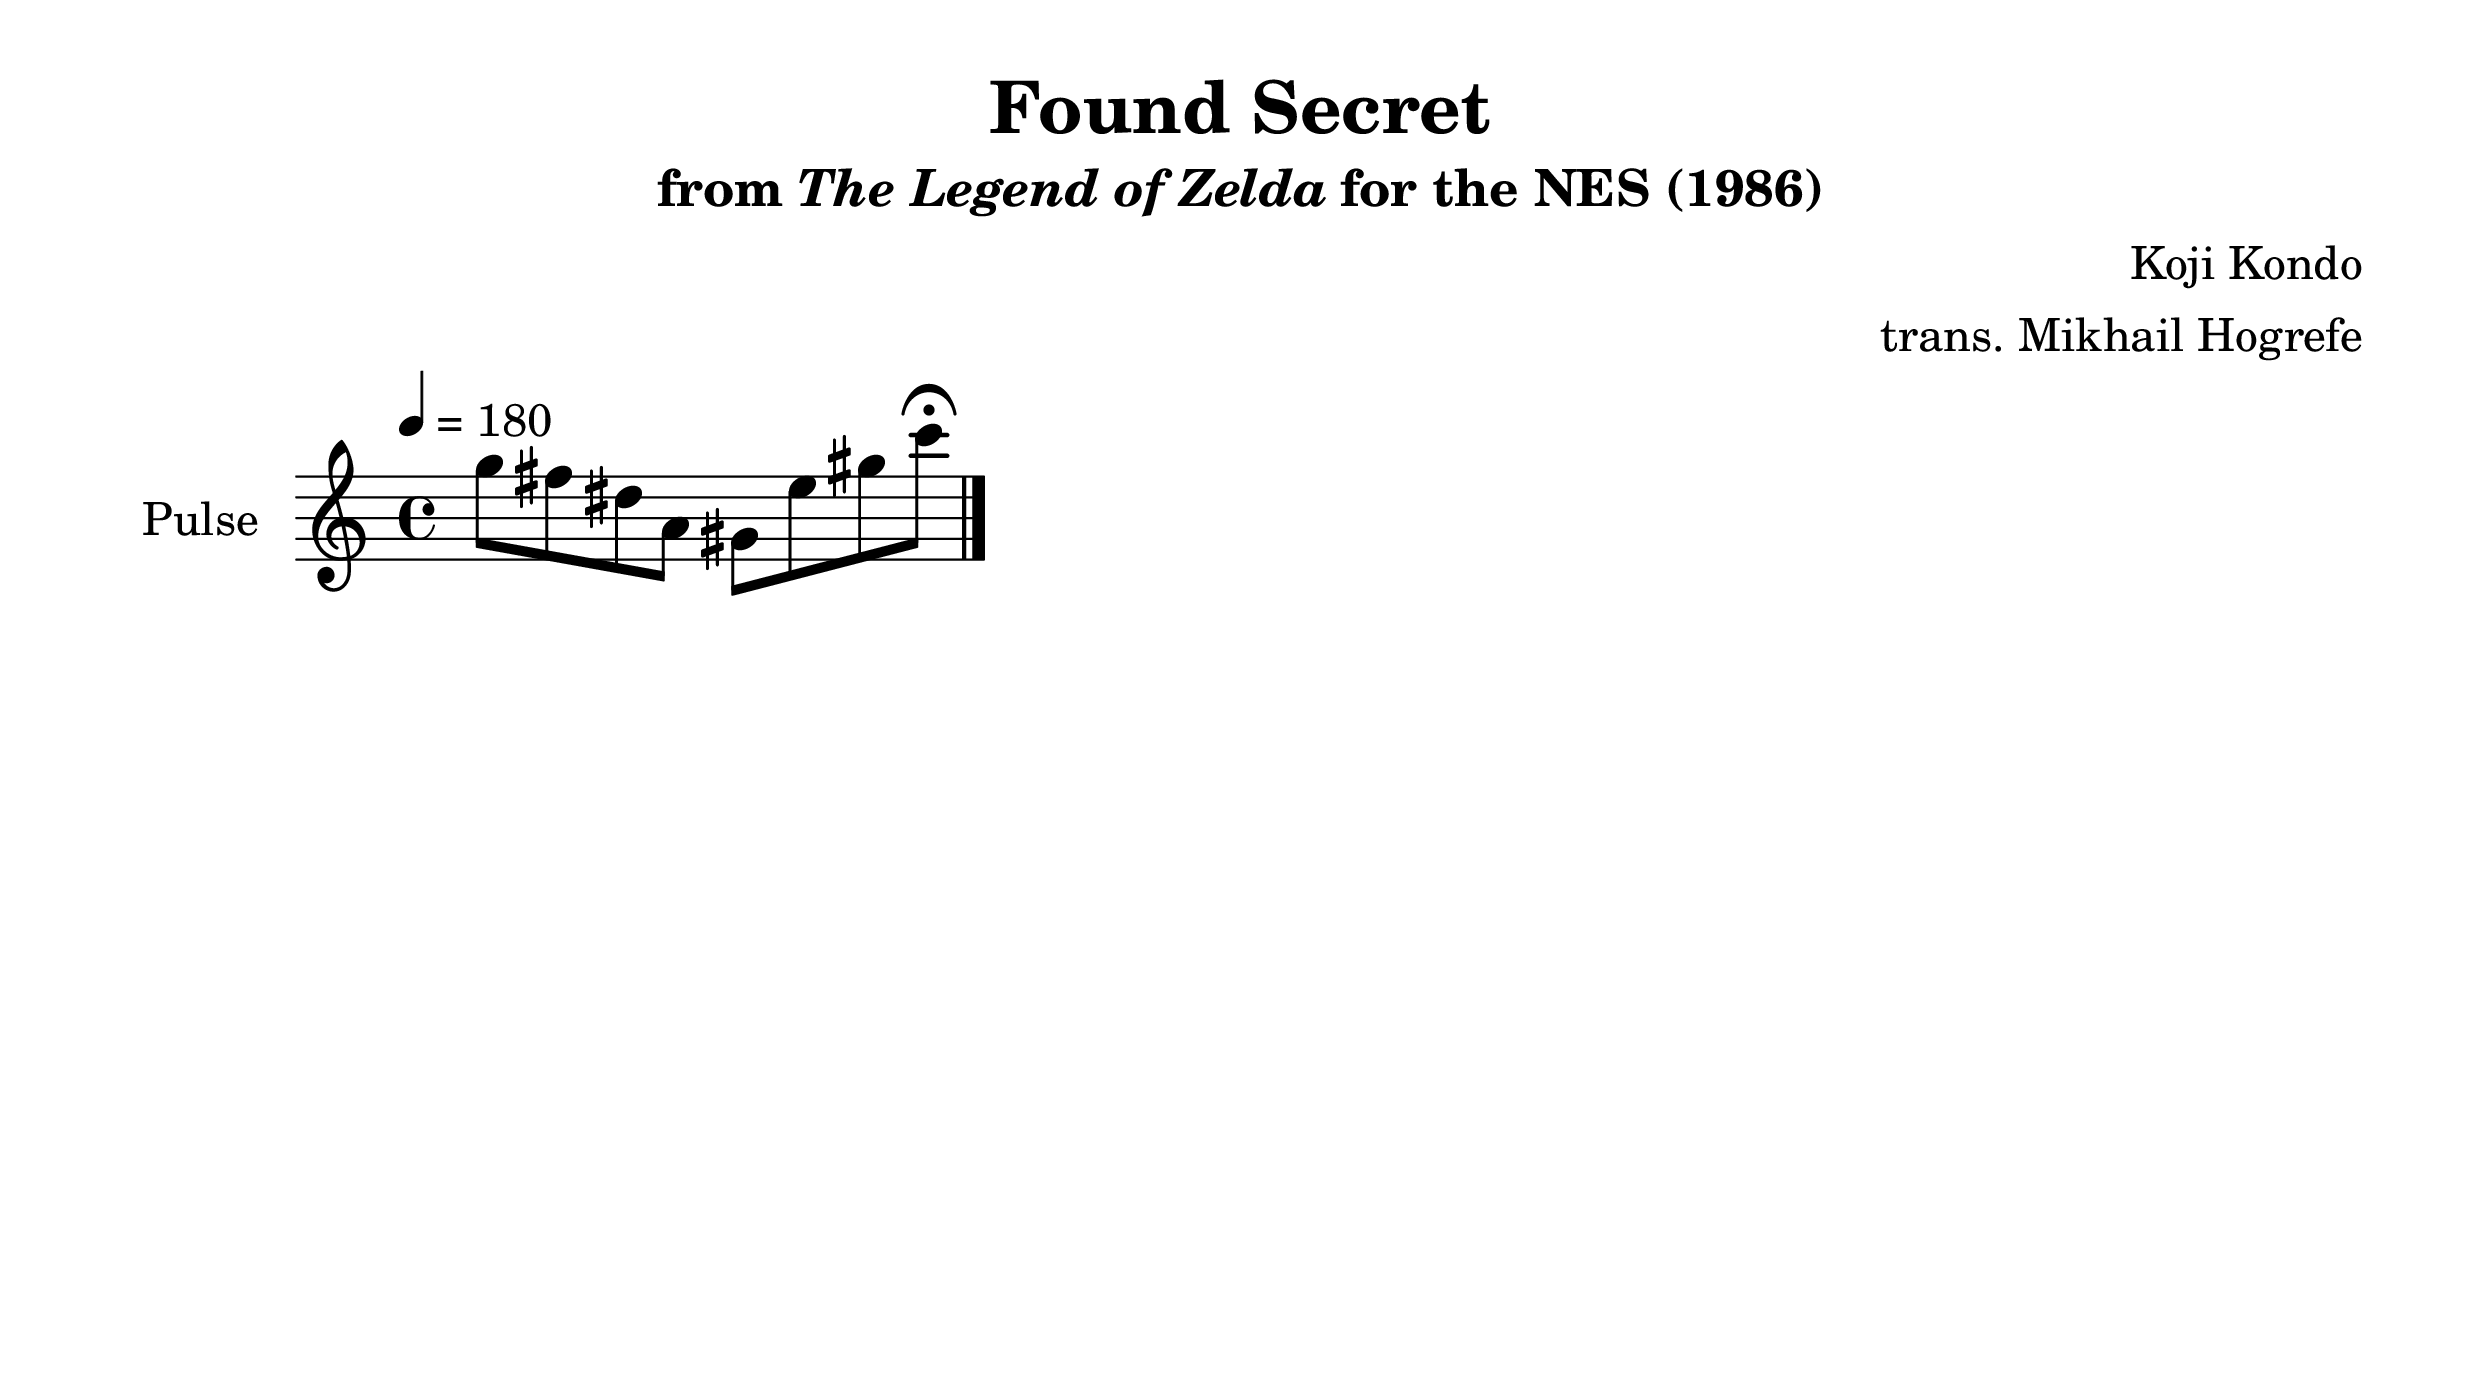 Found Secret
from The Legend of Zelda for the NES (1986)
Koji Kondo
trans. Mikhail Hogrefe
= 180
Pulse